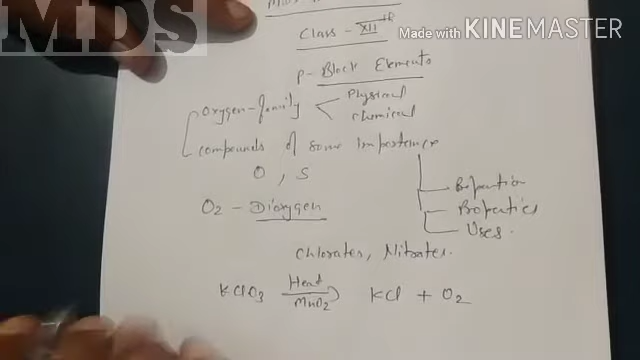 MDS
Made with KINEMASTER
Class - XIIth
P-Block Elements
Oxygen-family
Physical
Chemical
compounds of some importance
O, S
Properties
O2 - Dioxygen
Uses.
Chlorates, Nitrates.
KClO3 Heat MnO2 KCl + O2